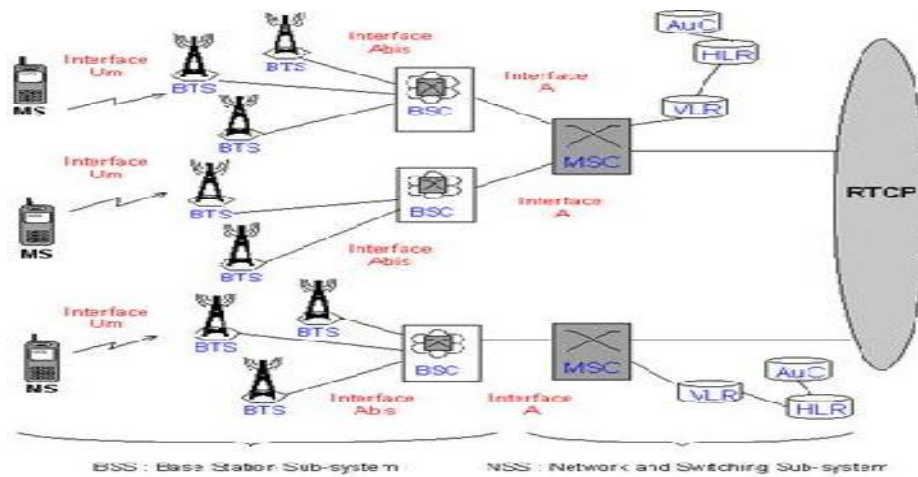 AuC
HLR
VLR
Interface
Um
BTS
BTS
Interface
Abis
BSC
Interface
A
MS
BTS
MSC
RTCP
Interface
Um
BTS
BSC
Interface
A
MS
BTS
Interface
Abis
Interface
Um
BTS
BTS
BSC
MSC
AuC
VLR
HLR
MS
BTS
Interface
Abis
Interface
A
BSS : Base Station Sub-system
NSS : Network and Switching Sub-system